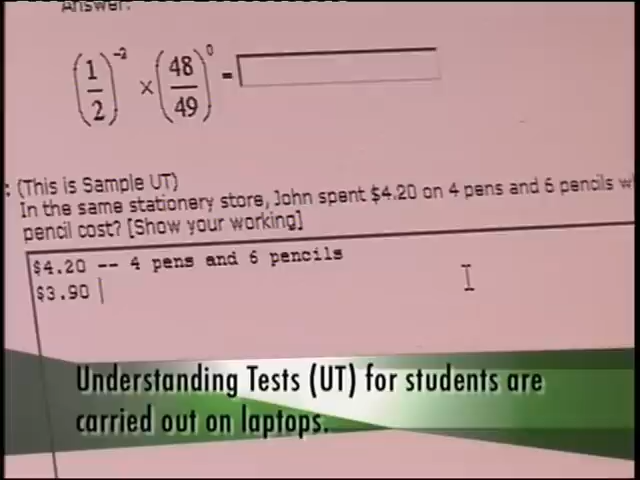 Answer:
(1/2)^-2 × (48/49)^0 =
: (This is Sample UT)
In the same stationery store, John spent $4.20 on 4 pens and 6 pencils w
pencil cost? [Show your working]
$4.20 -- 4 pens and 6 pencils
$3.90
Understanding Tests (UT) for students are
carried out on laptops.